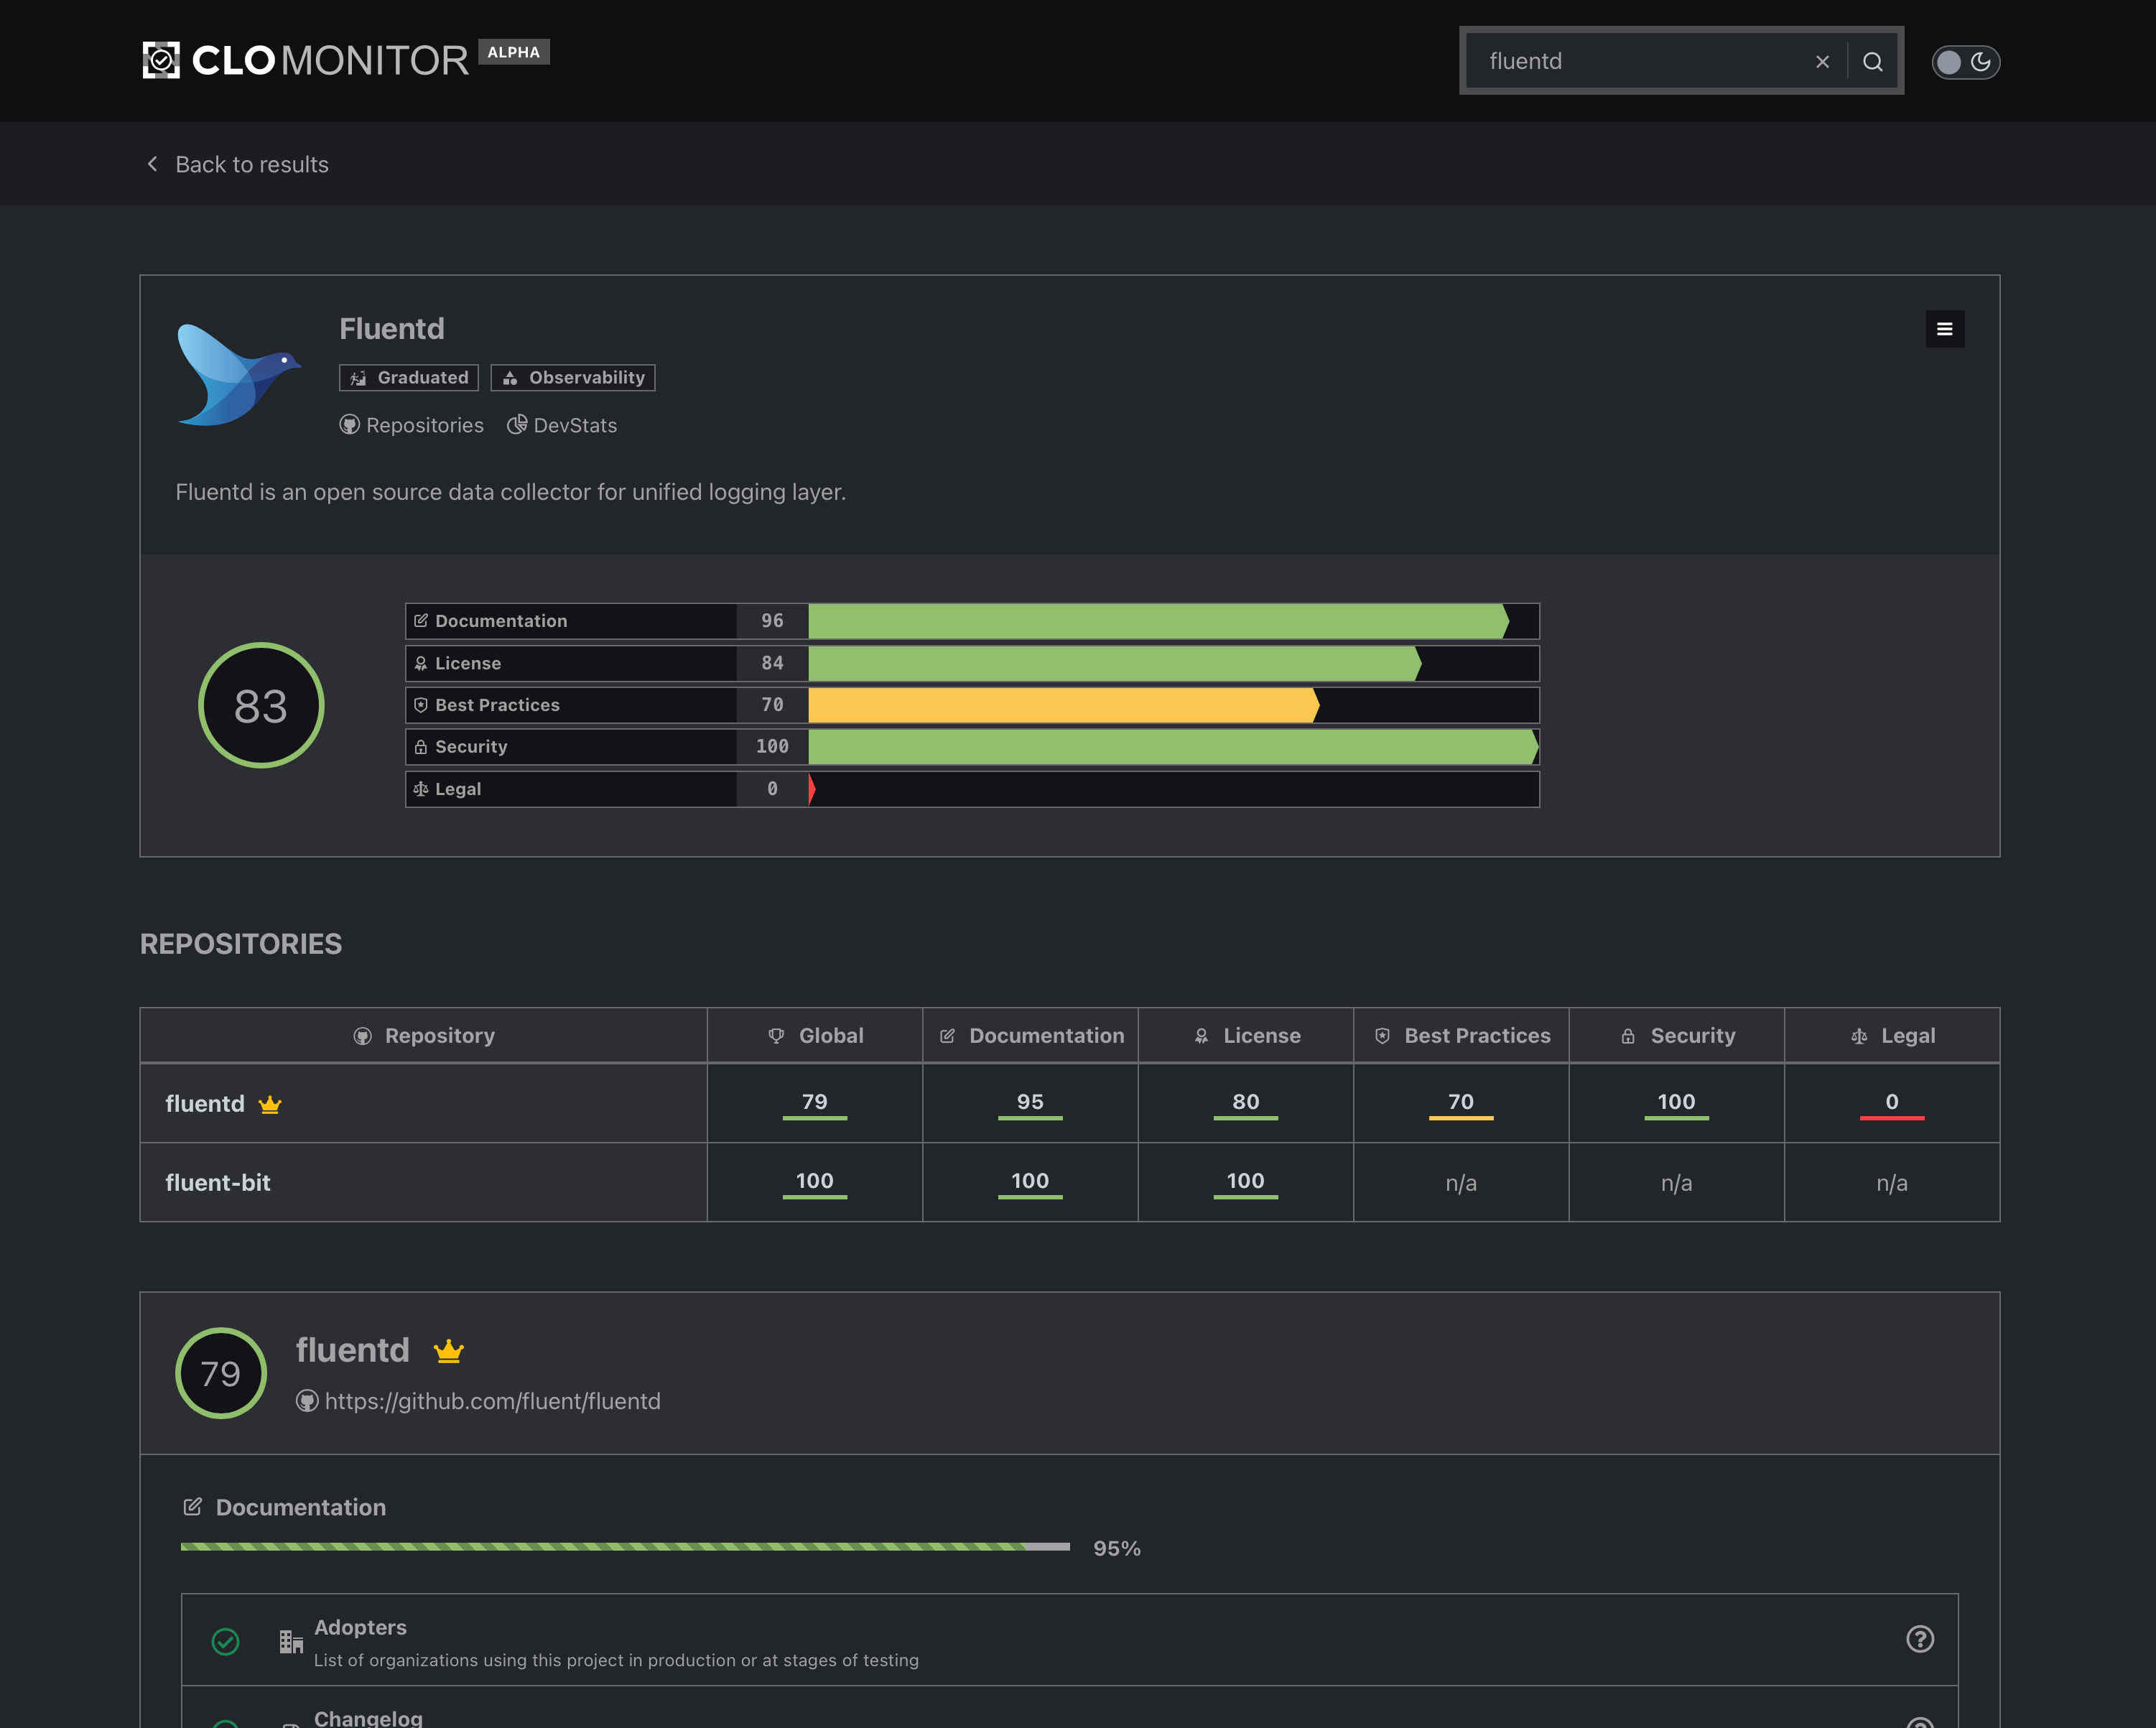 CLOMONITOR ALPHA
fluentd
Back to results
Fluentd
Graduated Observability
Repositories DevStats
Fluentd is an open source data collector for unified logging layer.
83
Documentation 96
License 84
Best Practices 70
Security 100
Legal 0
REPOSITORIES
Repository Global Documentation License Best Practices Security Legal
fluentd 79 95 80 70 100 0
fluent-bit 100 100 100 n/a n/a n/a
79
fluentd
https://github.com/fluent/fluentd
Documentation
95%
Adopters
List of organizations using this project in production or at stages of testing
Changelog